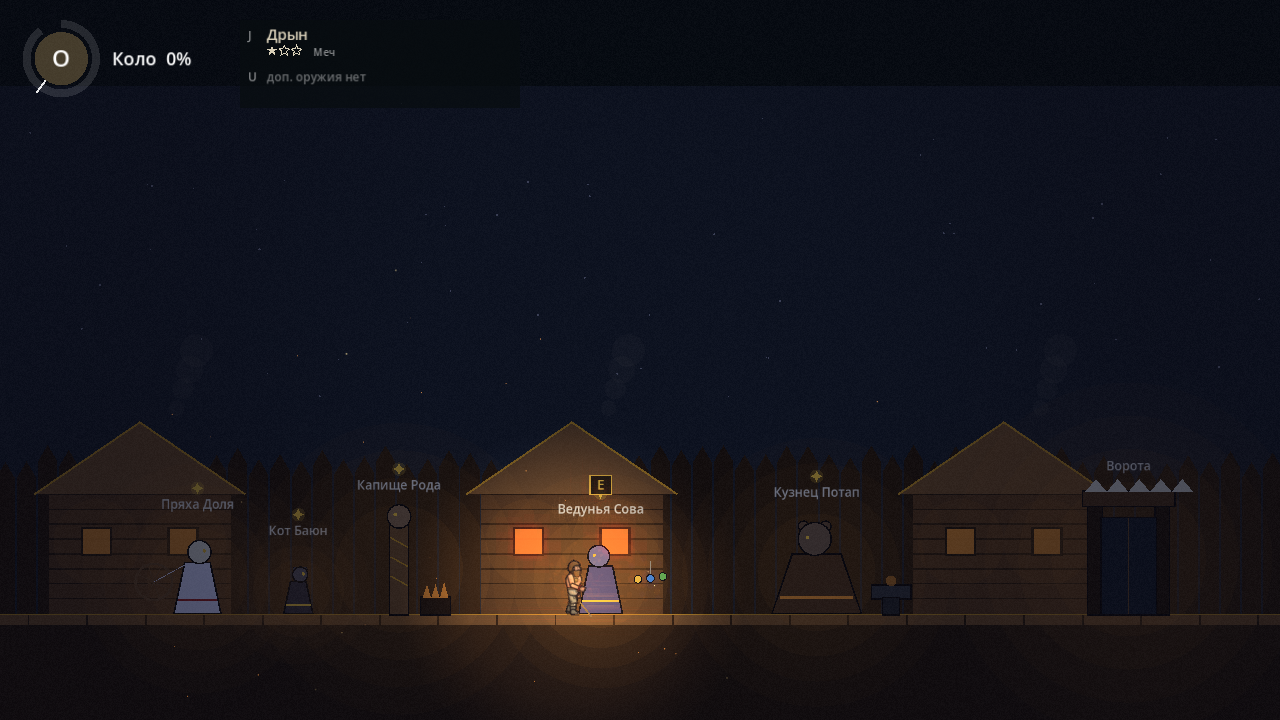 О
Коло 0%
J Дрын
Меч
U доп. оружия нет
Пряха Доля
Кот Баюн
Капище Рода
E
Ведунья Сова
Кузнец Потап
Ворота